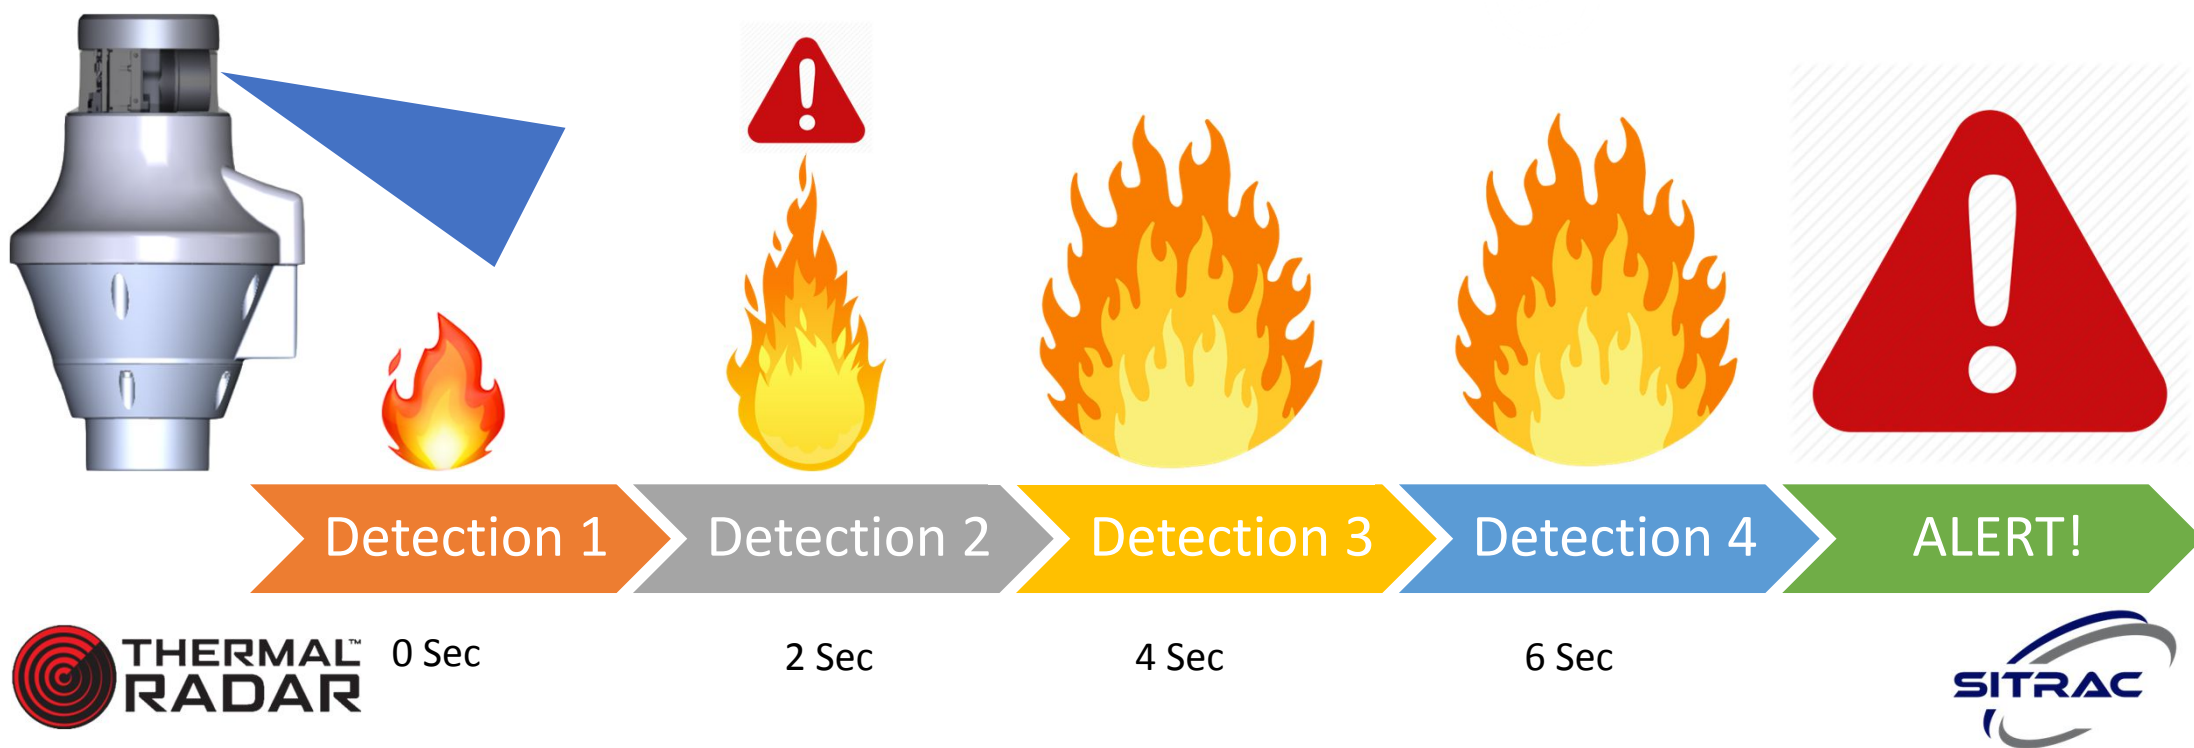 Detection 1
Detection 2
Detection 3
Detection 4
ALERT!
THERMAL™
RADAR
0 Sec
2 Sec
4 Sec
6 Sec
SITRAC